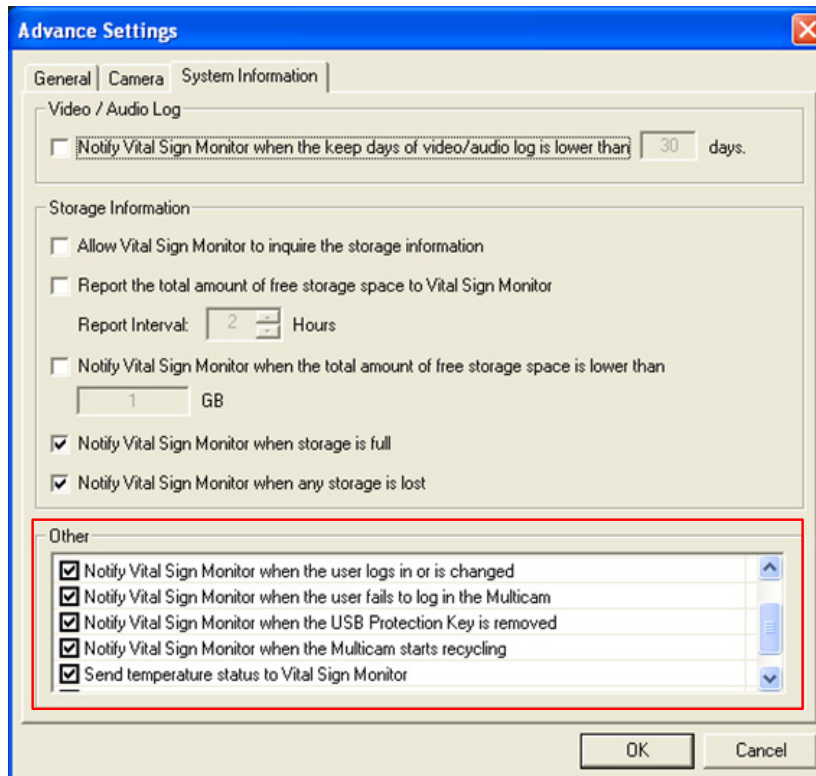 Advance Settings
General Camera System Information
Video / Audio Log
Notify Vital Sign Monitor when the keep days of video/audio log is lower than 30 days.
Storage Information
Allow Vital Sign Monitor to inquire the storage information
Report the total amount of free storage space to Vital Sign Monitor
Report Interval: 2 Hours
Notify Vital Sign Monitor when the total amount of free storage space is lower than
1 GB
Notify Vital Sign Monitor when storage is full
Notify Vital Sign Monitor when any storage is lost
Other
Notify Vital Sign Monitor when the user logs in or is changed
Notify Vital Sign Monitor when the user fails to log in the Multicam
Notify Vital Sign Monitor when the USB Protection Key is removed
Notify Vital Sign Monitor when the Multicam starts recycling
Send temperature status to Vital Sign Monitor
OK Cancel